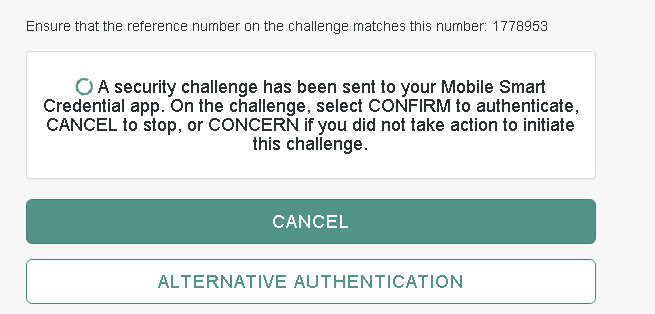 Ensure that the reference number on the challenge matches this number: 1778953
A security challenge has been sent to your Mobile Smart
Credential app. On the challenge, select CONFIRM to authenticate,
CANCEL to stop, or CONCERN if you did not take action to initiate
this challenge.
CANCEL
ALTERNATIVE AUTHENTICATION